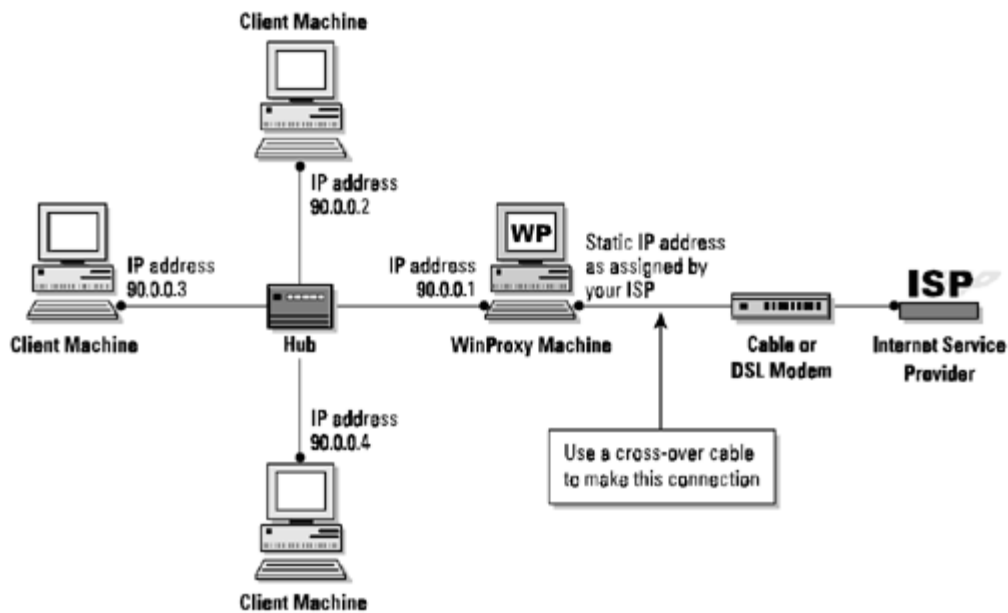 Client Machine
IP address
90.0.0.2
IP address
90.0.0.3
Client Machine
Hub
IP address
90.0.0.1
WP
WinProxy Machine
Static IP address
as assigned by
your ISP
Cable or
DSL Modem
ISP
Internet Service
Provider
IP address
90.0.0.4
Client Machine
Use a cross-over cable
to make this connection